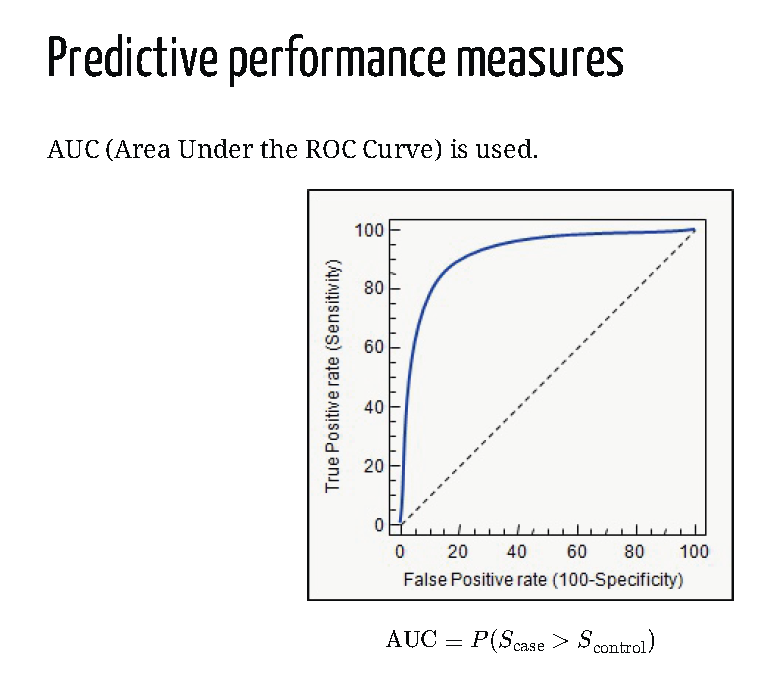 Predictive performance measures
AUC (Area Under the ROC Curve) is used.
True Positive rate (Sensitivity)
100
80
60
40
20
0
0 20 40 60 80 100
False Positive rate (100-Specificity)
AUC = P(S_case > S_control)